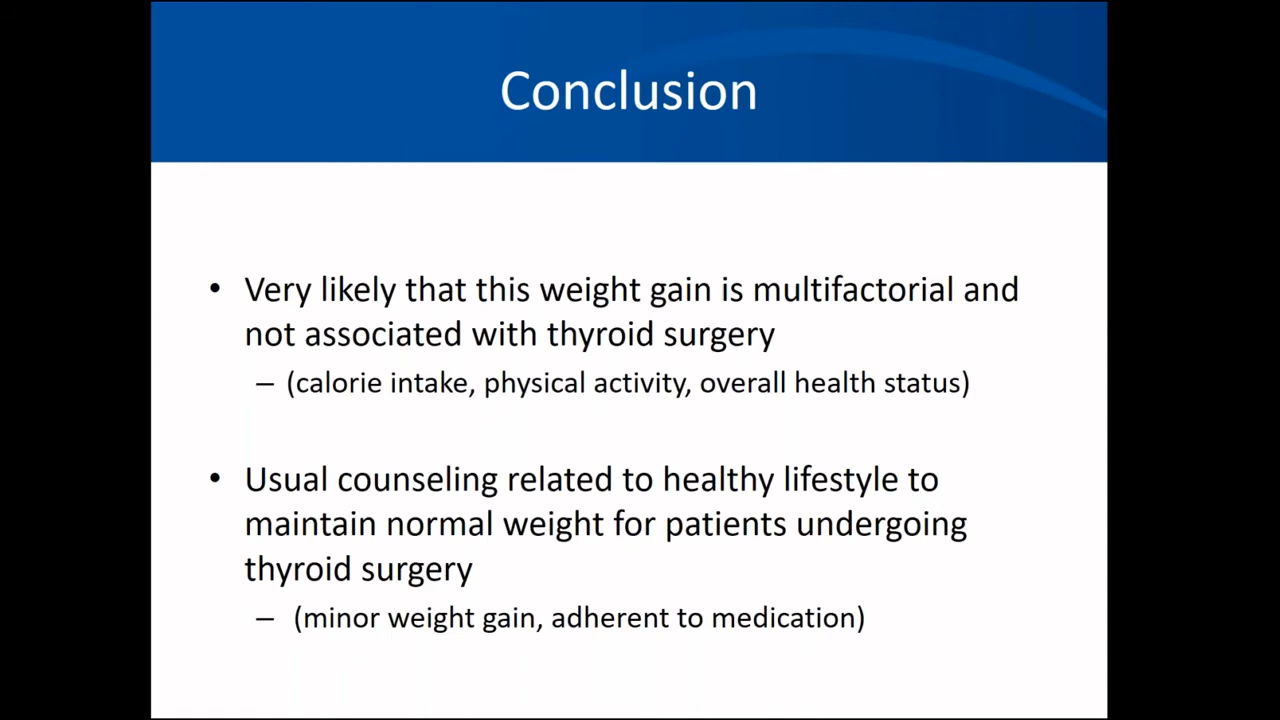 Conclusion
• Very likely that this weight gain is multifactorial and
not associated with thyroid surgery
– (calorie intake, physical activity, overall health status)
• Usual counseling related to healthy lifestyle to
maintain normal weight for patients undergoing
thyroid surgery
– (minor weight gain, adherent to medication)